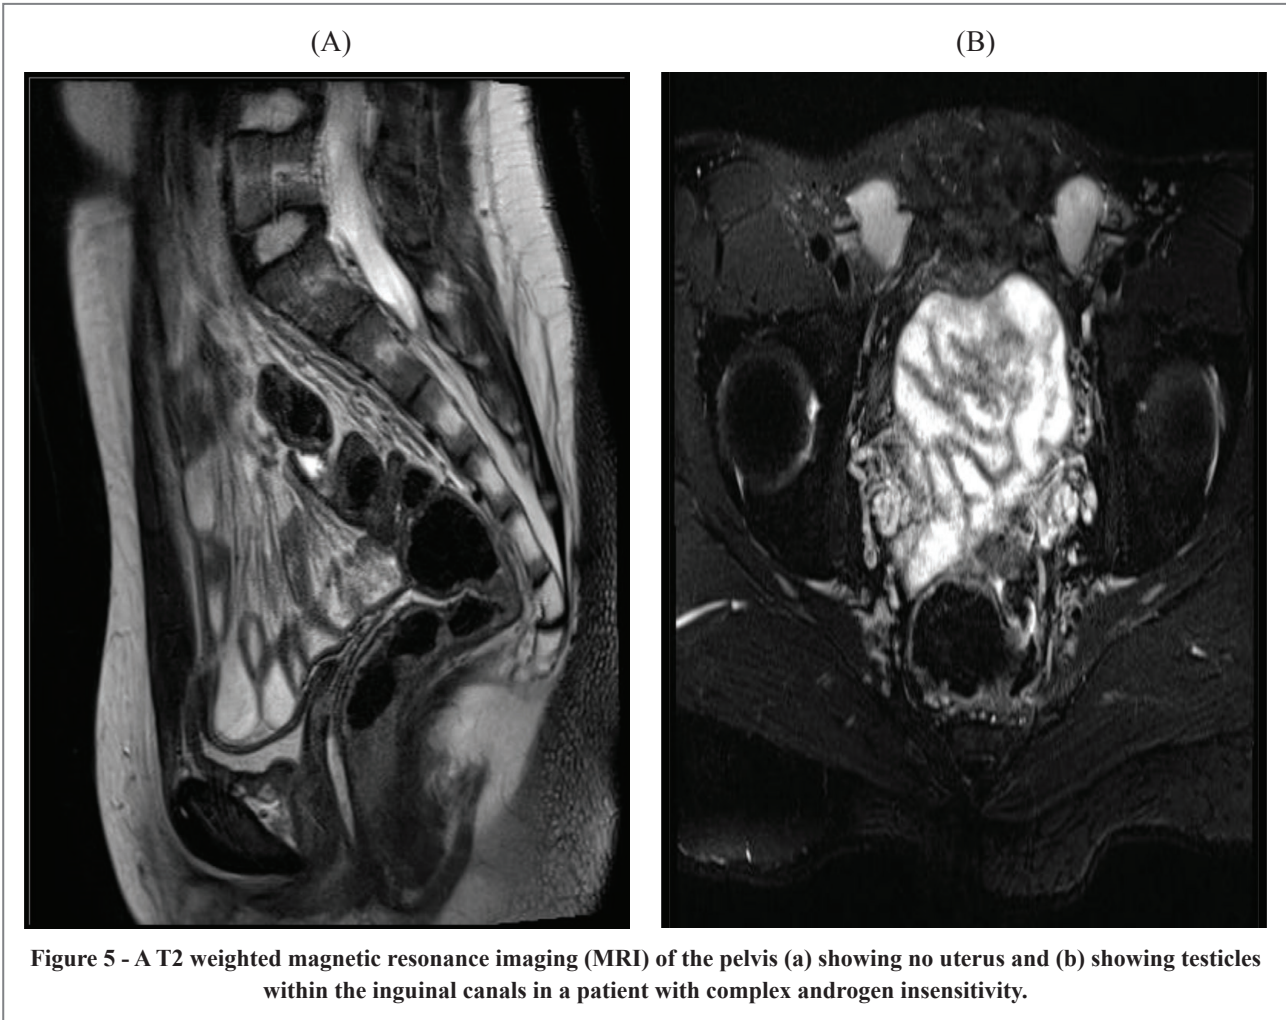 (A)
(B)
Figure 5 - A T2 weighted magnetic resonance imaging (MRI) of the pelvis (a) showing no uterus and (b) showing testicles
within the inguinal canals in a patient with complex androgen insensitivity.